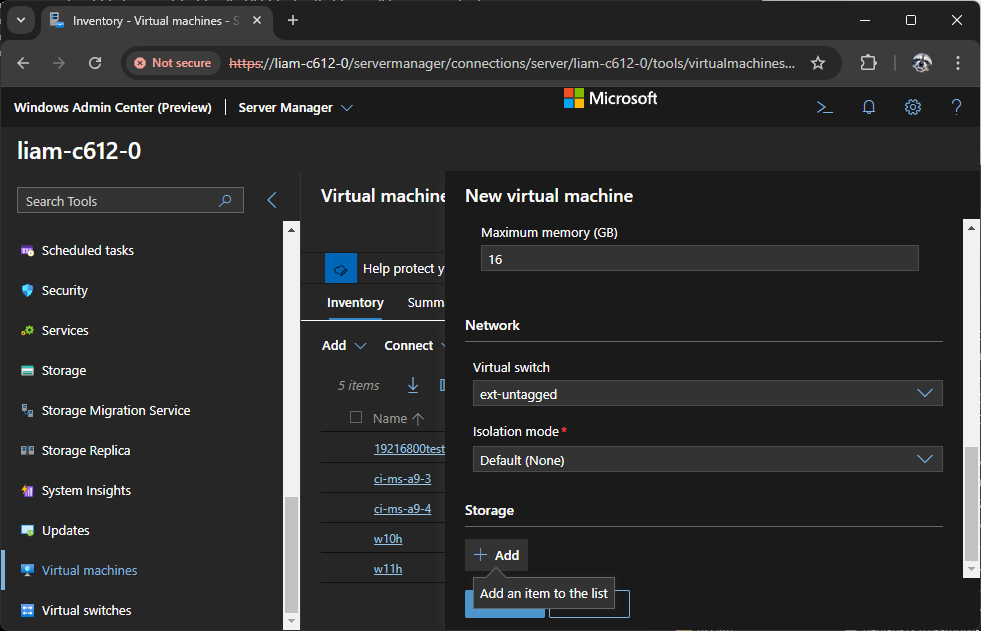 Inventory - Virtual machines - S
Not secure
https://liam-c612-0/servermanager/connections/server/liam-c612-0/tools/virtualmachines...
Windows Admin Center (Preview)
Server Manager
Microsoft
liam-c612-0
Search Tools
Scheduled tasks
Security
Services
Storage
Storage Migration Service
Storage Replica
System Insights
Updates
Virtual machines
Virtual switches
Virtual machine
Help protect y
Inventory Summ
Add Connect
5 items
Name
19216800test
ci-ms-a9-3
ci-ms-a9-4
w10h
w11h
New virtual machine
Maximum memory (GB)
16
Network
Virtual switch
ext-untagged
Isolation mode*
Default (None)
Storage
+ Add
Add an item to the list